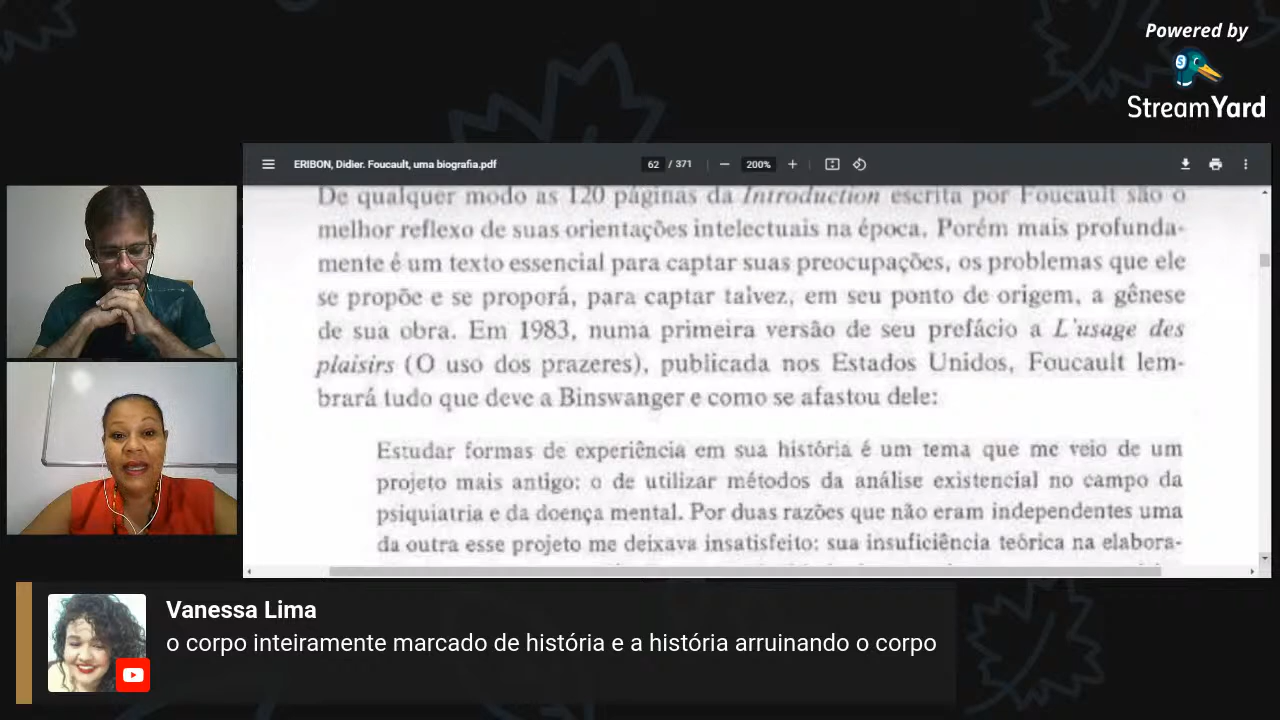 Powered by
StreamYard
ERIBON, Didier. Foucault, uma biografia.pdf
62 / 371
200%
De qualquer modo as 120 páginas da Introduction escrita por Foucault são o
melhor reflexo de suas orientações intelectuais na época. Porém mais profunda-
mente é um texto essencial para captar suas preocupações, os problemas que ele
se propõe e se proporá, para captar talvez, em seu ponto de origem, a gênese
de sua obra. Em 1983, numa primeira versão de seu prefácio a L'usage des
plaisirs (O uso dos prazeres), publicada nos Estados Unidos, Foucault lem-
brará tudo que deve a Binswanger e como se afastou dele:
Estudar formas de experiência em sua história é um tema que me veio de um
projeto mais antigo: o de utilizar métodos da análise existencial no campo da
psiquiatria e da doença mental. Por duas razões que não eram independentes uma
da outra esse projeto me deixava insatisfeito: sua insuficiência teórica na elabora-
Vanessa Lima
o corpo inteiramente marcado de história e a história arruinando o corpo